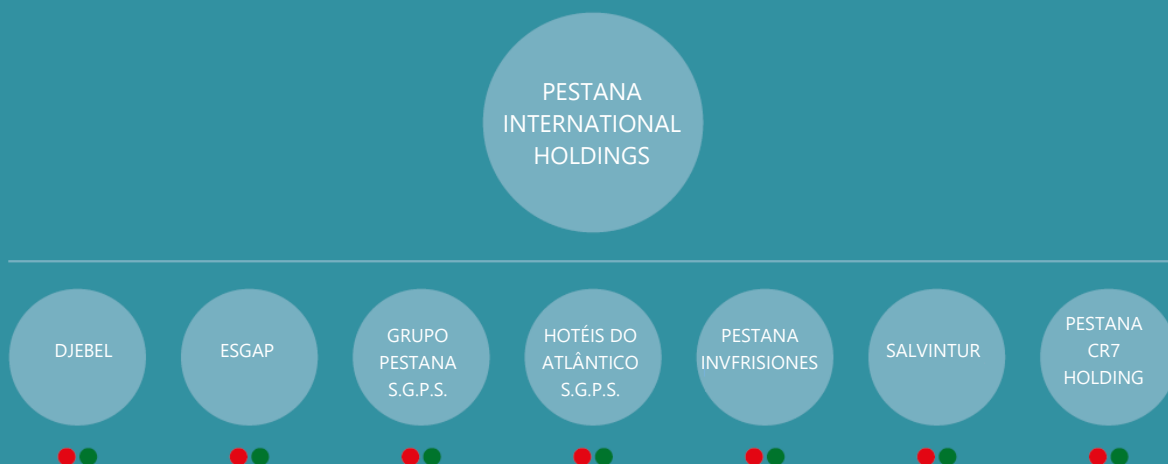 PESTANA
INTERNATIONAL
HOLDINGS
DJEBEL
ESGAP
GRUPO
PESTANA
S.G.P.S.
HOTÉIS DO
ATLÂNTICO
S.G.P.S.
PESTANA
INVFRISIONES
SALVINTUR
PESTANA
CR7
HOLDING